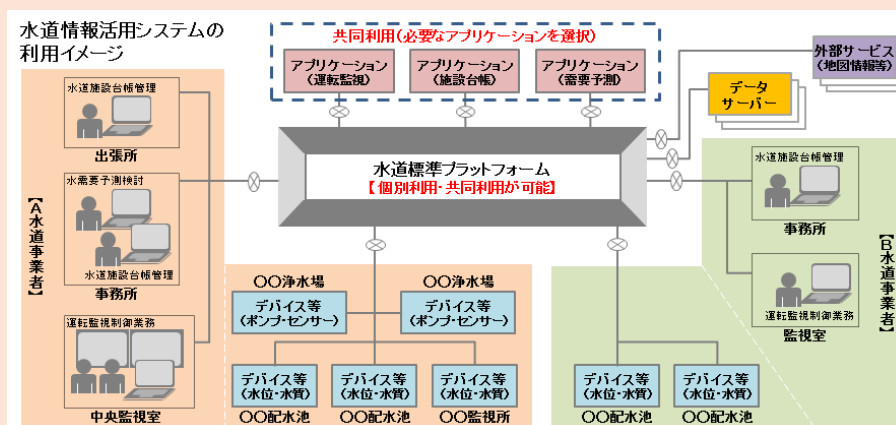 水道情報活用システムの
利用イメージ
共同利用(必要なアプリケーションを選択)
アプリケーション
(運転監視)
アプリケーション
(施設台帳)
アプリケーション
(需要予測)
外部サービス
(地図情報等)
データ
サーバー
水道標準プラットフォーム
【個別利用・共同利用が可能】
【A水道事業者】
水道施設台帳管理
出張所
水需要予測検討
水道施設台帳管理
事務所
運転監視制御業務
中央監視室
〇〇浄水場
デバイス等
(ポンプ・センサー)
〇〇浄水場
デバイス等
(ポンプ・センサー)
デバイス等
(水位・水質)
〇〇配水池
デバイス等
(水位・水質)
〇〇配水池
デバイス等
(水位・水質)
〇〇監視所
デバイス等
(水位・水質)
〇〇配水池
デバイス等
(水位・水質)
〇〇配水池
水道施設台帳管理
事務所
運転監視制御業務
監視室
【B水道事業者】